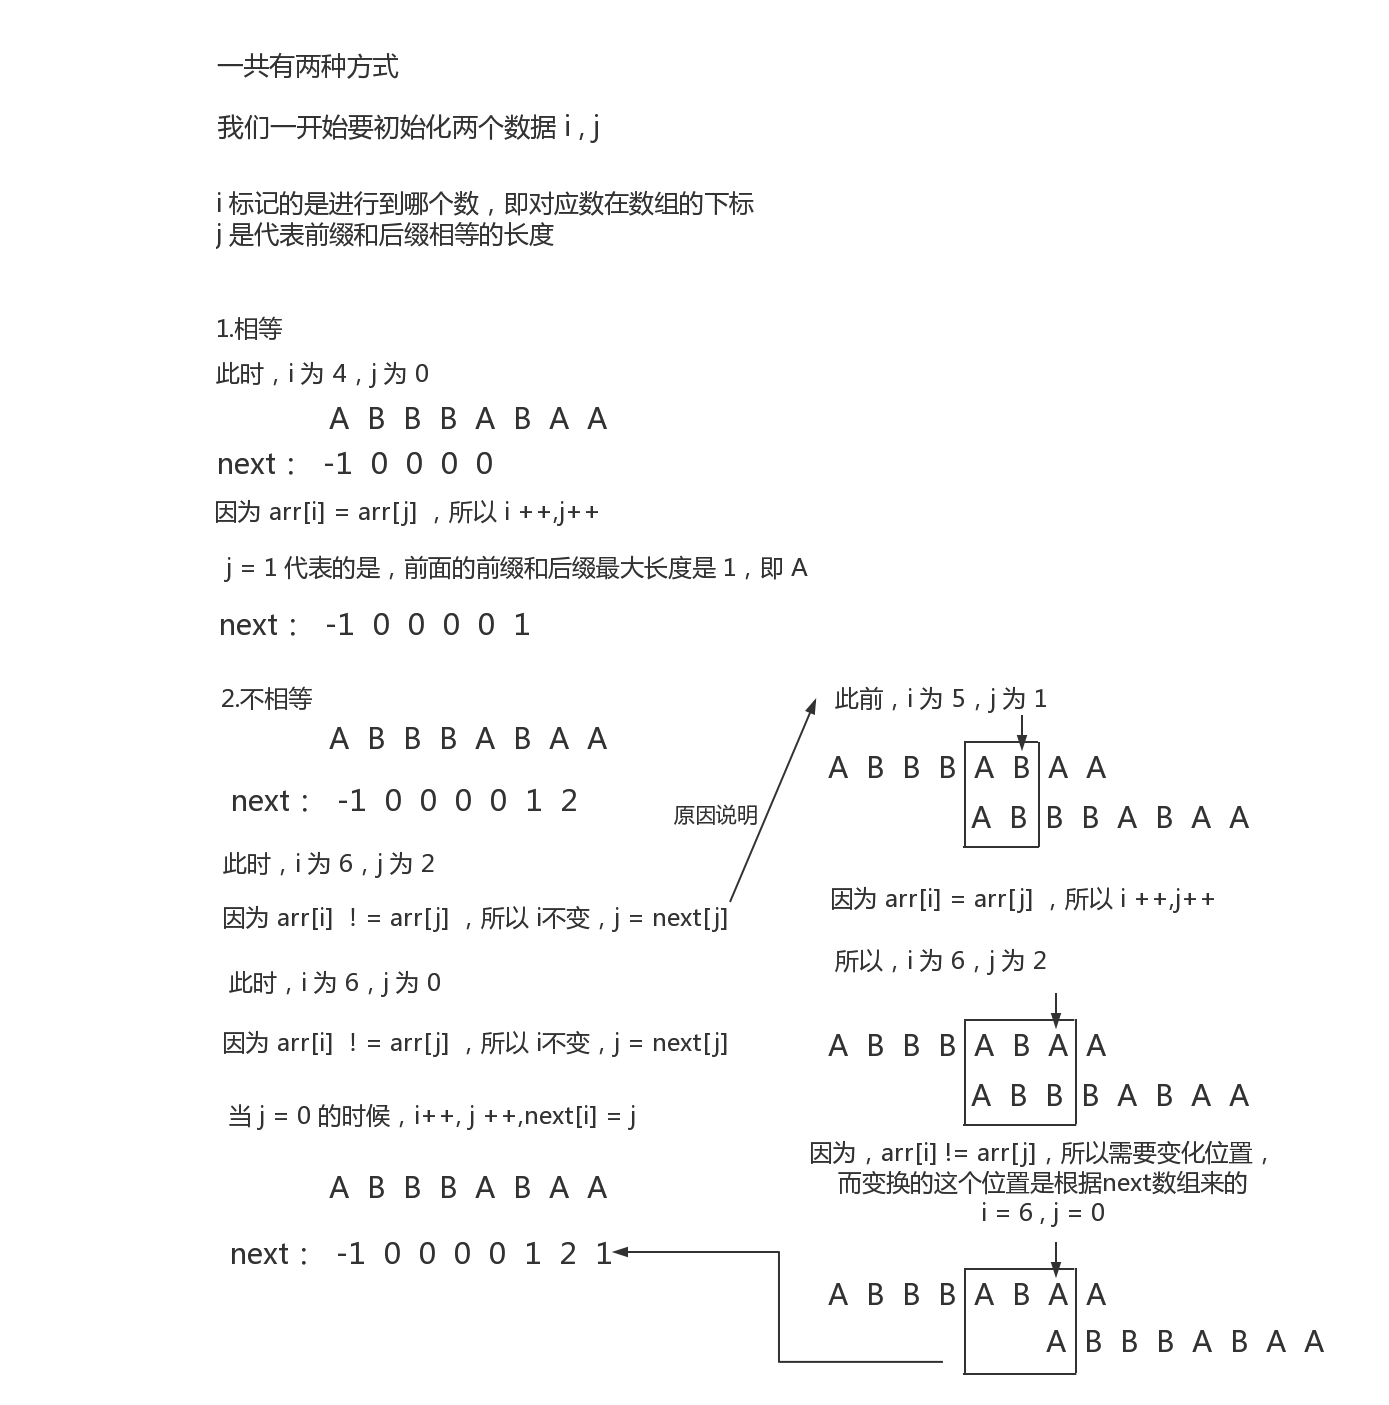 一共有两种方式
我们一开始要初始化两个数据 i , j
i 标记的是进行到哪个数，即对应数在数组的下标
j 是代表前缀和后缀相等的长度
1.相等
此时，i 为 4，j 为 0
A B B B A B A A
next： -1 0 0 0 0
因为 arr[i] = arr[j] ，所以 i ++,j++
j = 1 代表的是，前面的前缀和后缀最大长度是 1，即 A
next： -1 0 0 0 0 1
2.不相等
A B B B A B A A
next： -1 0 0 0 0 1 2
此时，i 为 6，j 为 2
因为 arr[i] ！= arr[j] ，所以 i不变，j = next[j]
此时，i 为 6，j 为 0
因为 arr[i] ！= arr[j] ，所以 i不变，j = next[j]
当 j = 0 的时候，i++, j ++,next[i] = j
A B B B A B A A
next： -1 0 0 0 0 1 2 1
原因说明
此前，i 为 5，j 为 1
A B B B A B A A
A B B B A B A A
因为 arr[i] = arr[j] ，所以 i ++,j++
所以，i 为 6，j 为 2
A B B B A B A A
A B B B A B A A
因为，arr[i] != arr[j]，所以需要变化位置，
而变换的这个位置是根据next数组来的
i = 6 , j = 0
A B B B A B A A
A B B B A B A A